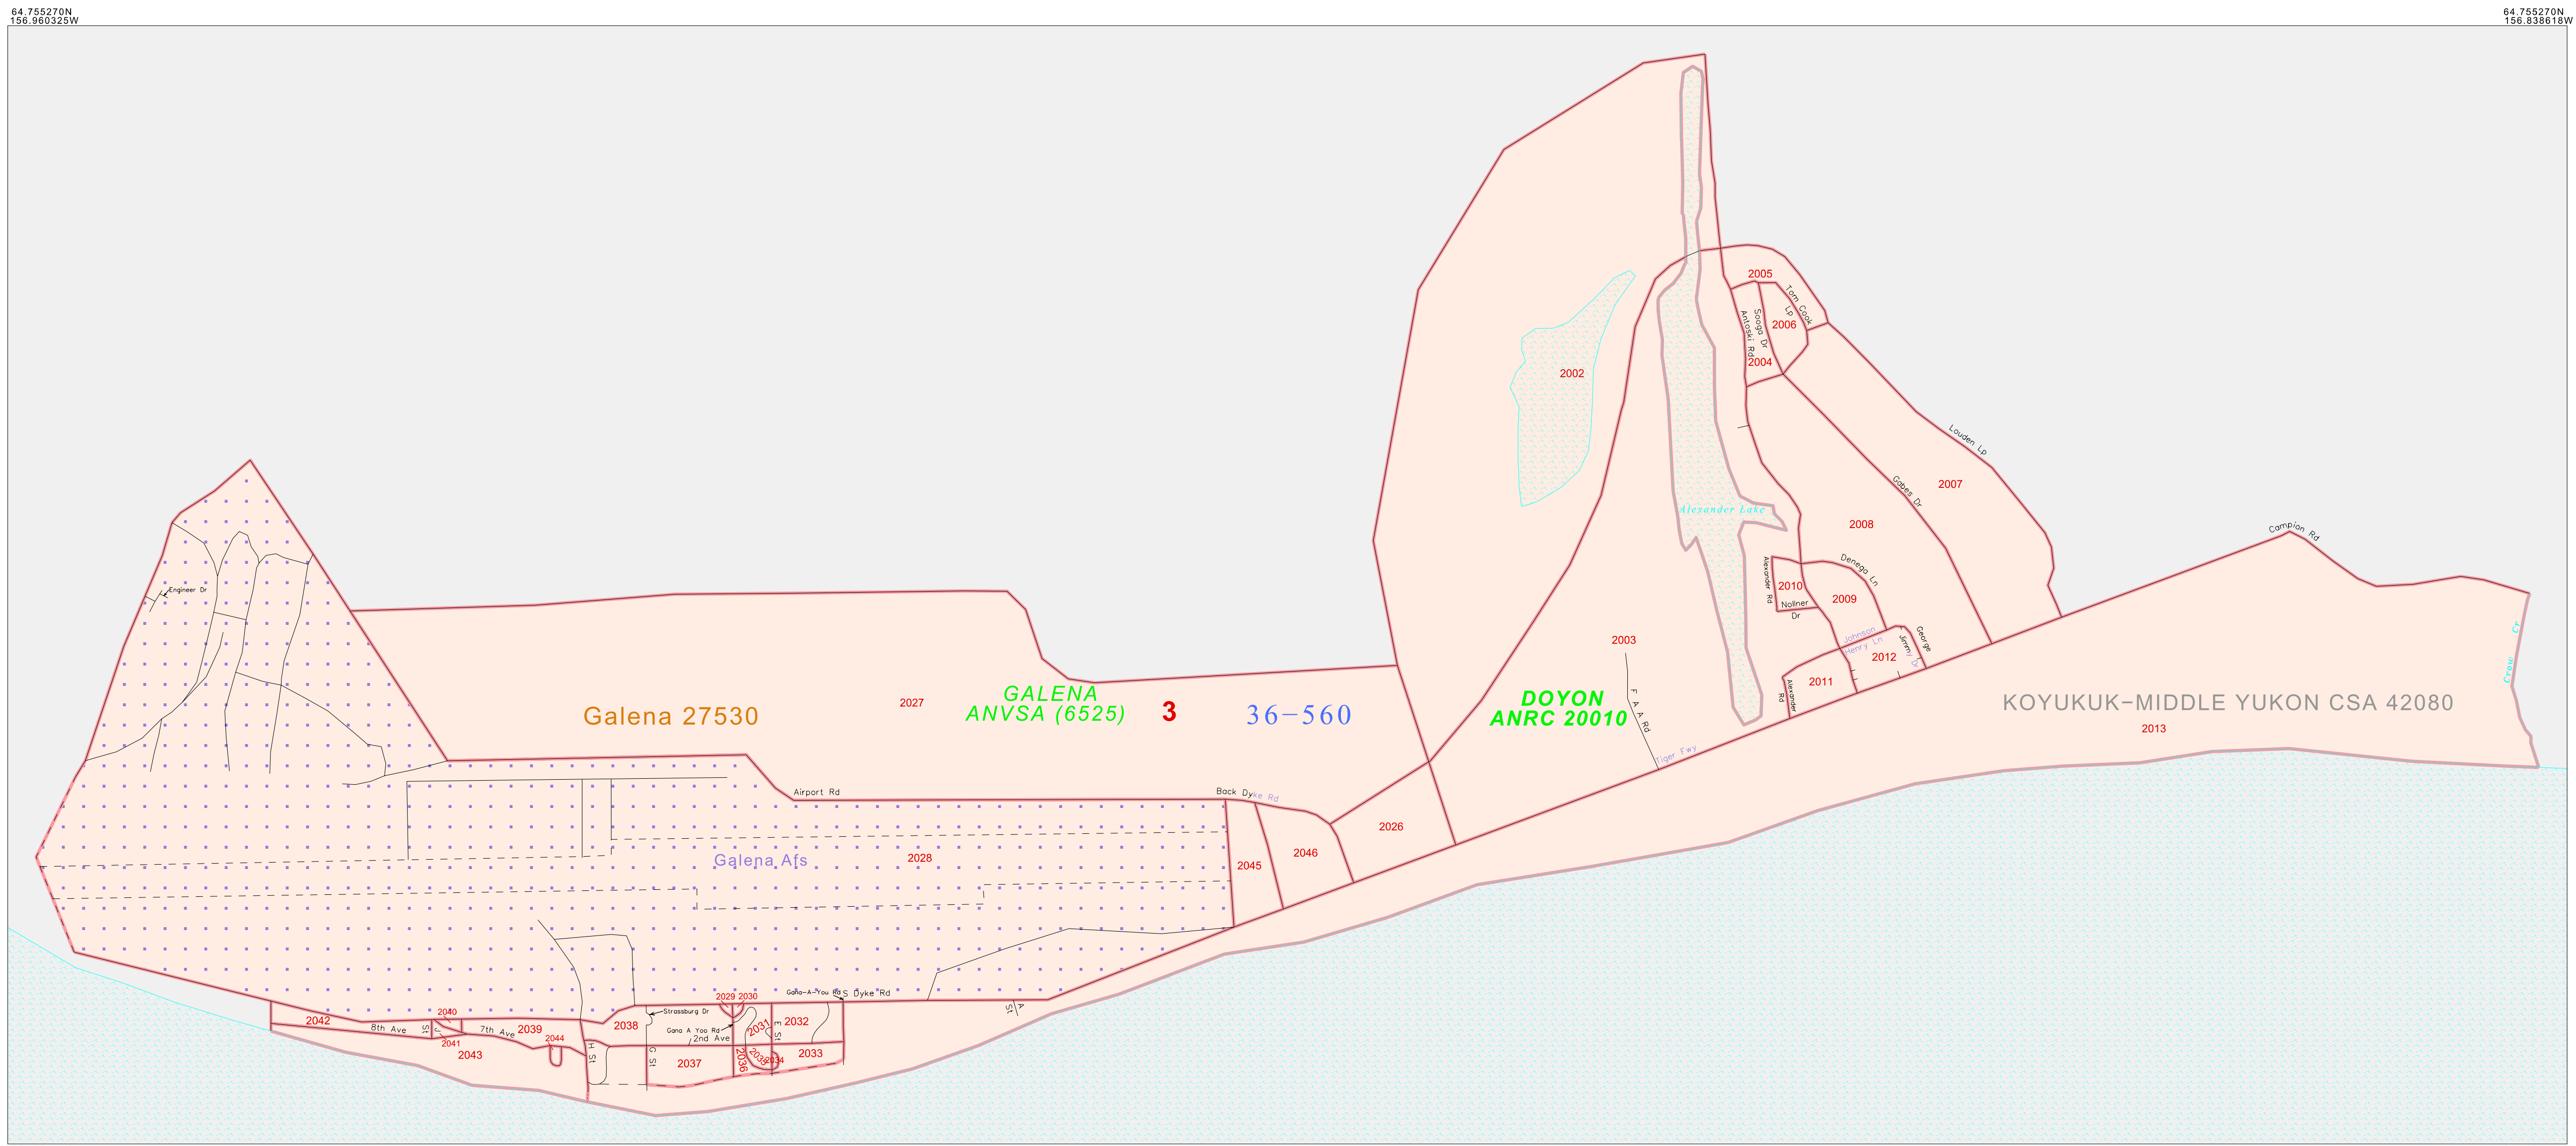 64.755270N
156.960325W
64.755270N
156.838618W
2005
Tom Cook
Lp
Sooga Dr
Antoski Rd
2006
2004
2002
Louden Lp
Gabes Dr
2007
Alexander Lake
2008
Campion Rd
Denega Ln
Alexander Rd
2010
Engineer Dr
2009
Nollner
Dr
Johnson
Henry Ln
George
Jimmy Dr
2003
2012
Crow Cr
2011
Alexander
Rd
F A A Rd
GALENA
ANVSA (6525)
3
36-560
DOYON
ANRC 20010
KOYUKUK-MIDDLE YUKON CSA 42080
2013
Galena 27530
2027
Tiger Fwy
Airport Rd
Back Dyke Rd
2026
2046
2045
Galena Afs
2028
Gana-A-You Rd
S Dyke Rd
2029
2030
A
St
Strassburg Dr
2042
2040
8th Ave
J
St
7th Ave
2039
2038
2031
E St
2032
Gana A Yoo Rd
2nd Ave
2041
2044
2043
H St
G St
2037
2036
2035
2034
2033